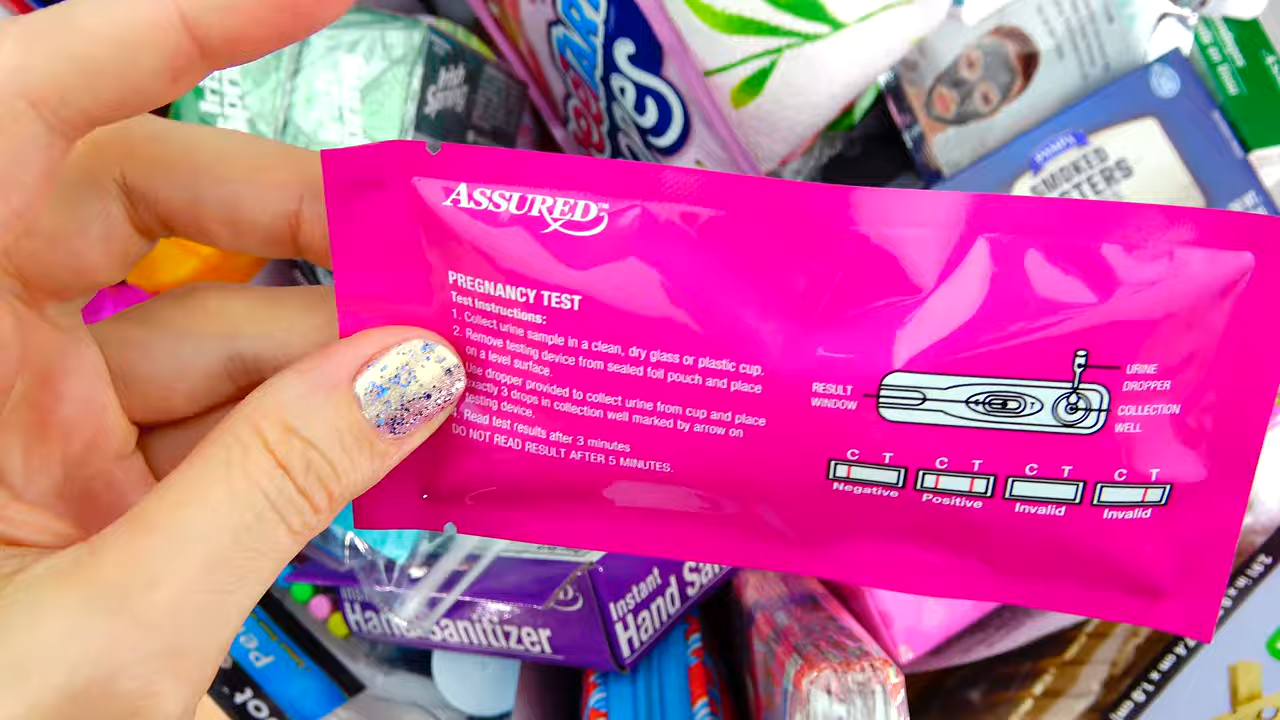 Irish
Spring
SMOKED
ASSURED™
PREGNANCY TEST
Test Instructions:
1. Collect urine sample in a clean, dry glass or plastic cup.
2. Remove testing device from sealed foil pouch and place
on a level surface.
Use dropper provided to collect urine from cup and place
exactly 3 drops in collection well marked by arrow on
testing device.
4. Read test results after 3 minutes
DO NOT READ RESULT AFTER 5 MINUTES.
RESULT
WINDOW
URINE
DROPPER
COLLECTION
WELL
T
C T
C T
C T
C T
Negative
Positive
Invalid
Invalid
Hand Sanitizer
Instant
Hand